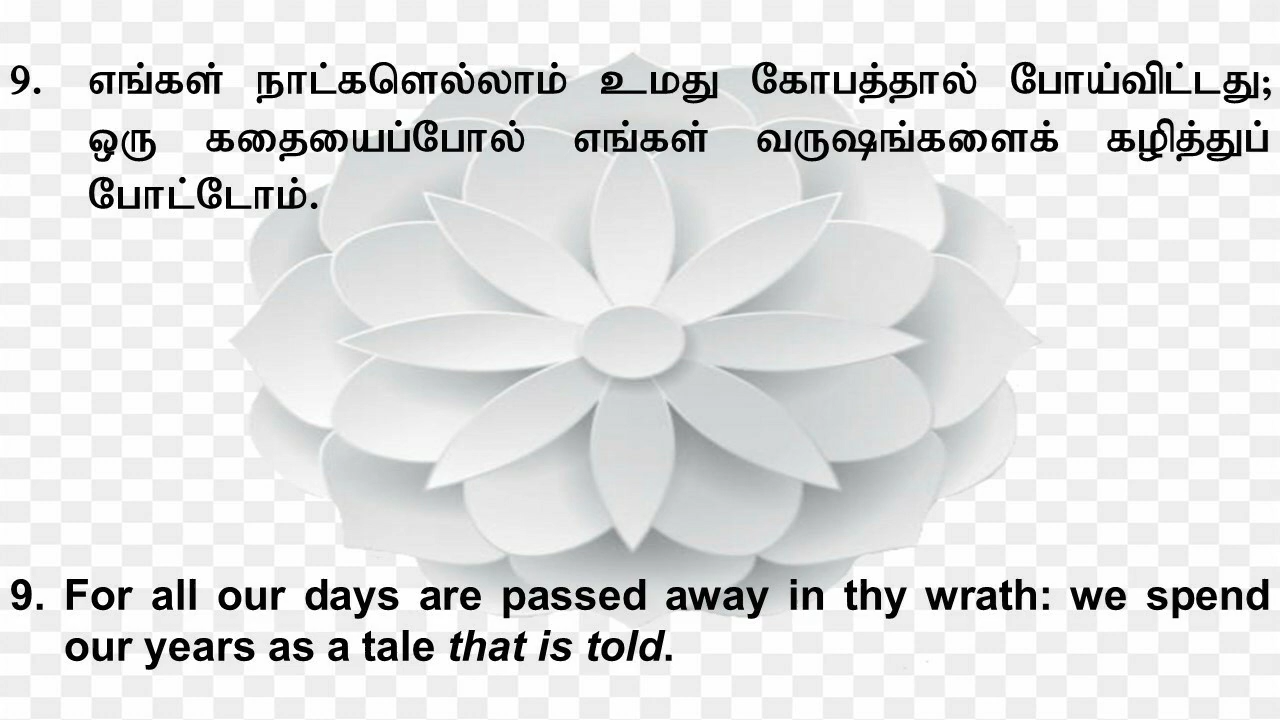 9. எங்கள் நாட்களெல்லாம் உமது கோபத்தால் போய்விட்டது;
ஒரு கதையைப்போல் எங்கள் வருஷங்களைக் கழித்துப்
போட்டோம்.
9. For all our days are passed away in thy wrath: we spend
our years as a tale that is told.